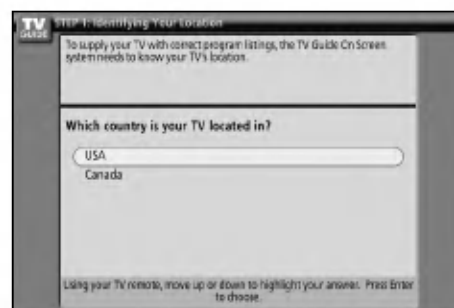 TV
GUIDE
STEP 1: Identifying Your Location
To supply your TV with correct program listings, the TV Guide On Screen
system needs to know your TV's location.
Which country is your TV located in?
USA
Canada
Using your TV remote, move up or down to highlight your answer. Press Enter
to choose.